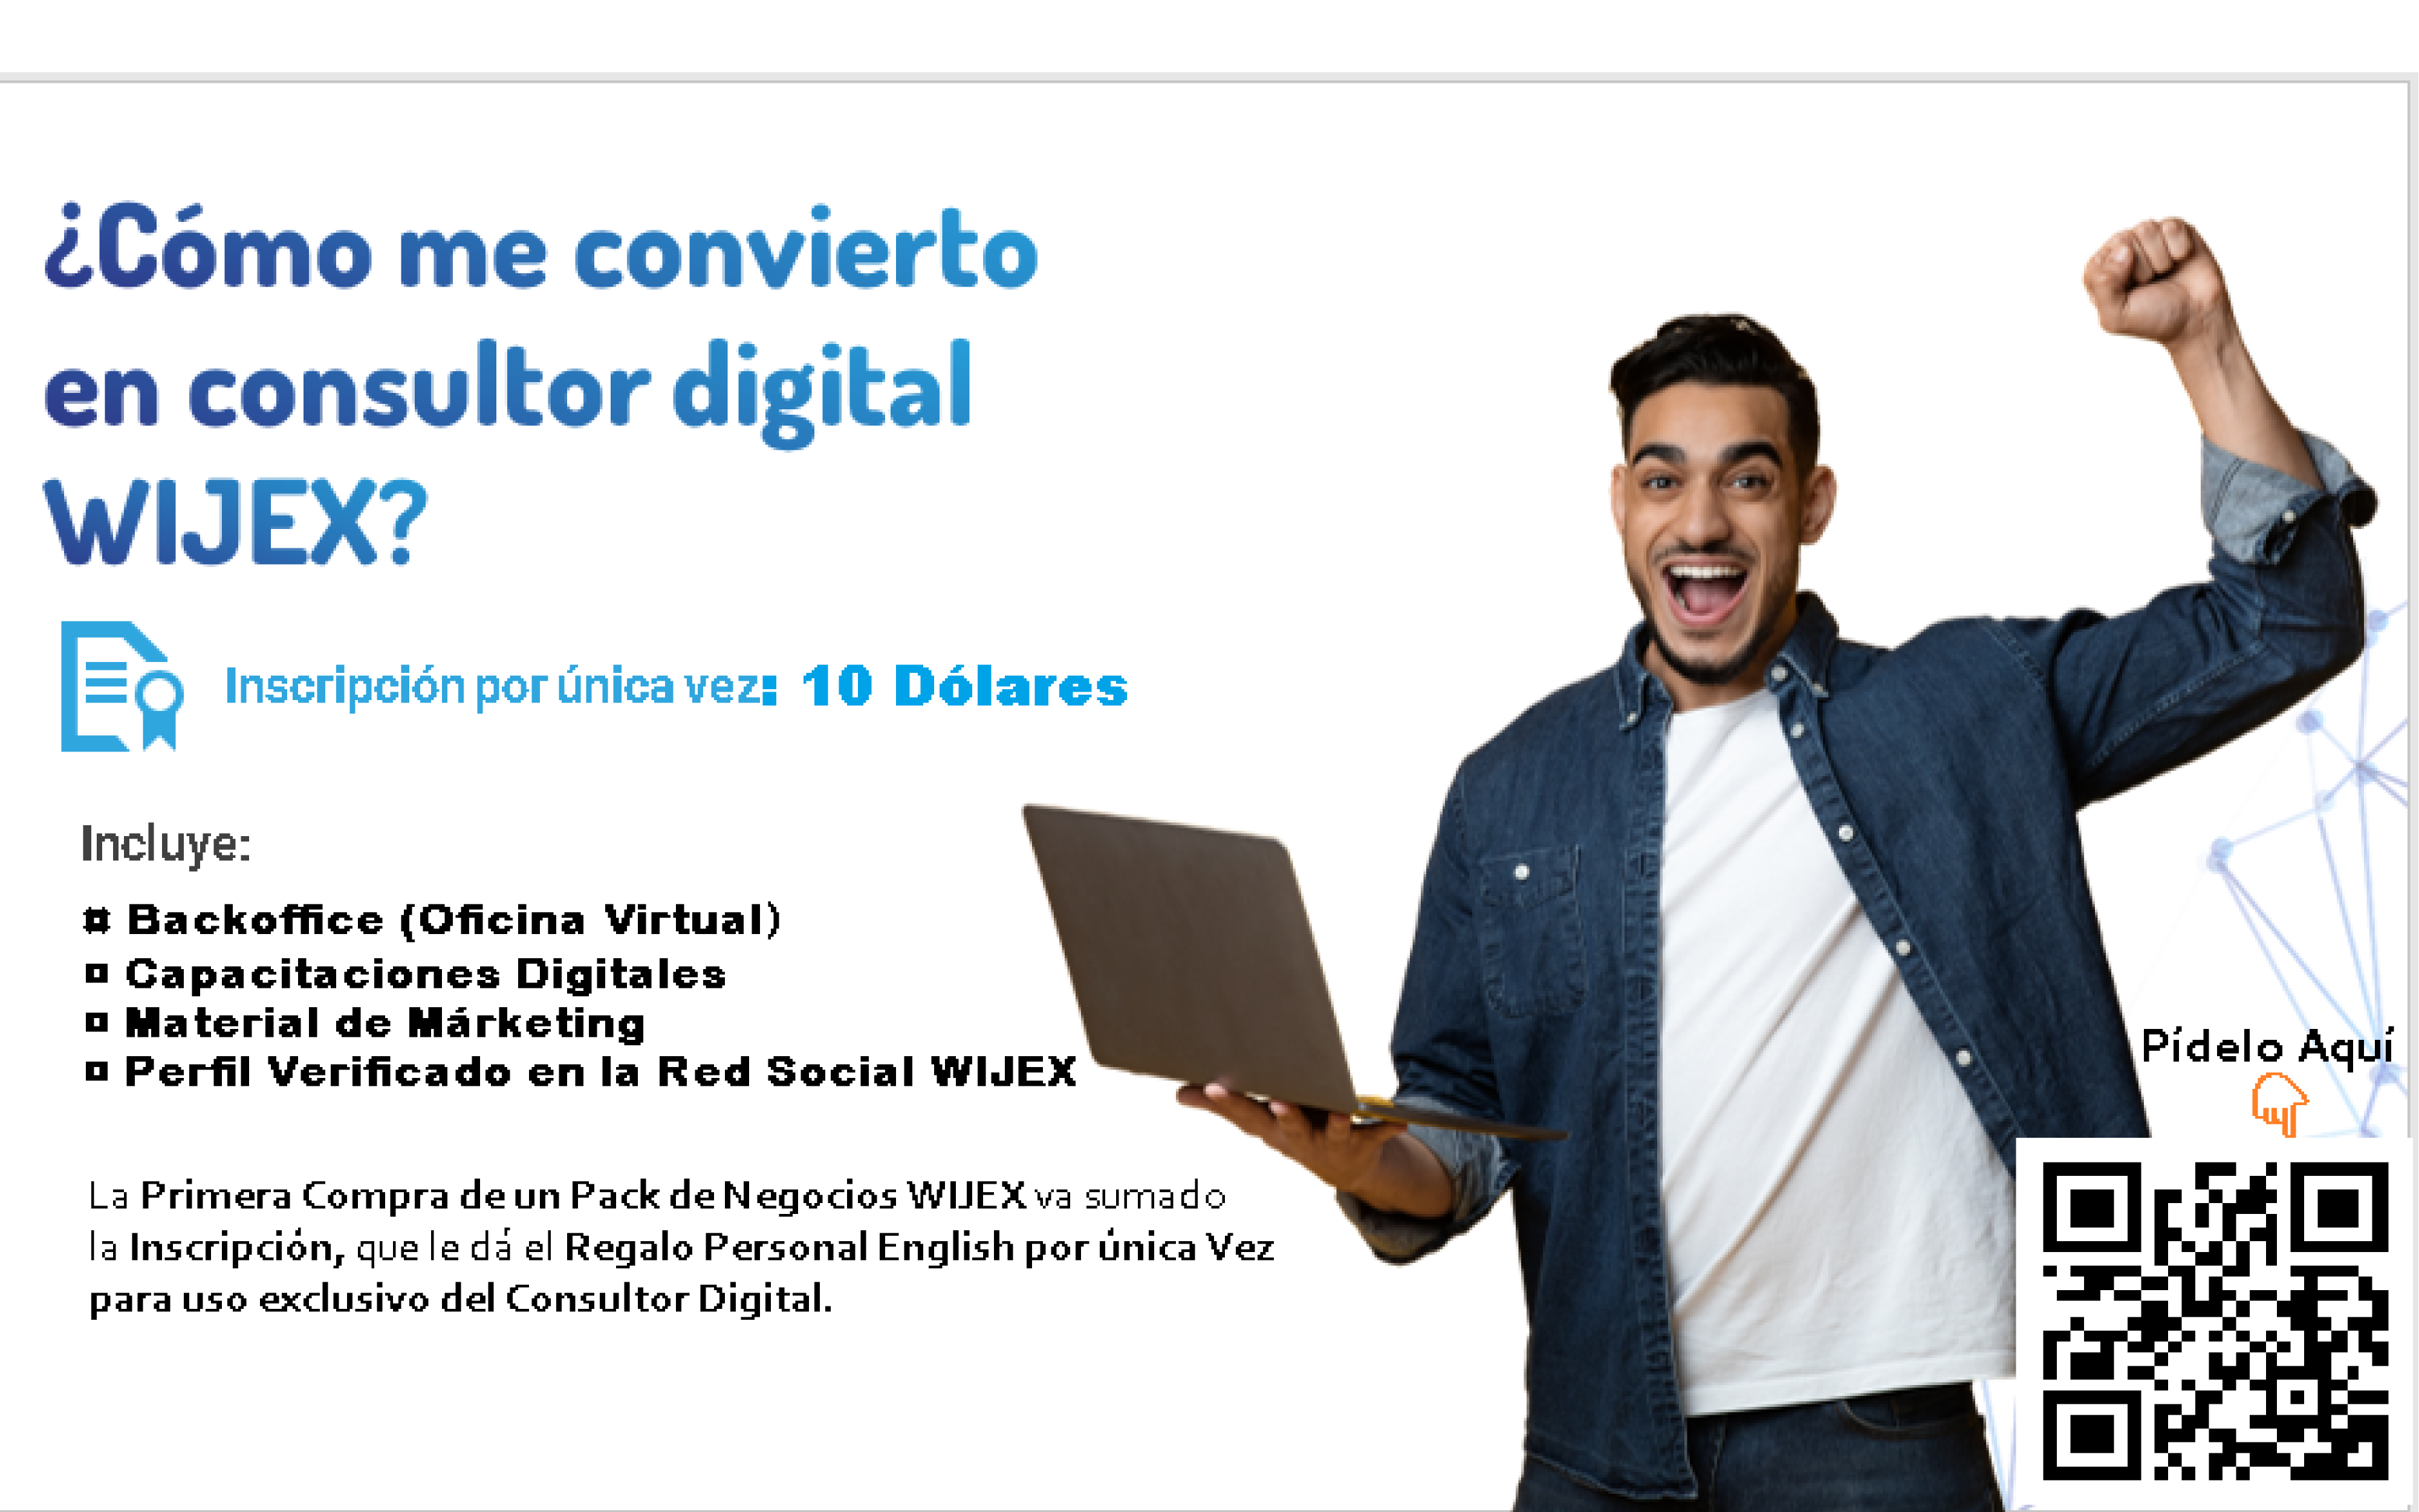 ¿Cómo me convierto
en consultor digital
WIJEX?
Inscripción por única vez: 10 Dólares
Incluye:
¤ Backoffice (Oficina Virtual)
¤ Capacitaciones Digitales
¤ Material de Márketing
¤ Perfil Verificado en la Red Social WIJEX
La Primera Compra de un Pack de Negocios WIJEX va sumado
la Inscripción, que le dá el Regalo Personal English por única Vez
para uso exclusivo del Consultor Digital.
Pídelo Aquí